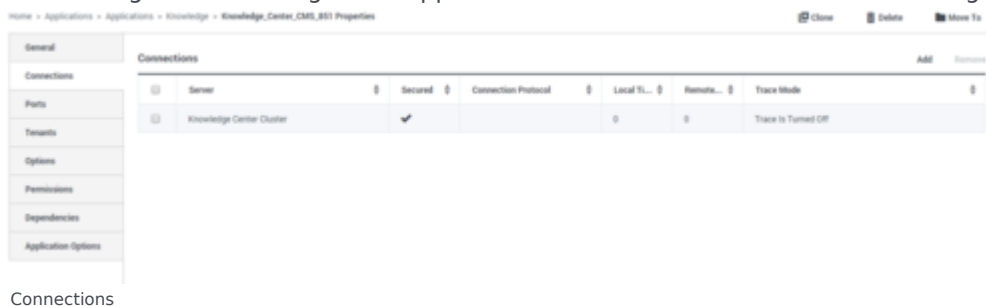 Home » Applications » Applications » Knowledge » Knowledge_Center_CMS_851 Properties
Clone Delete Move To
General
Connections Add Remove
Connections
Server Secured Connection Protocol Local Ti... Remote... Trace Mode
Ports
Knowledge Center Cluster ✔ 0 0 Trace Is Turned Off
Tenants
Options
Permissions
Dependencies
Application Options
Connections